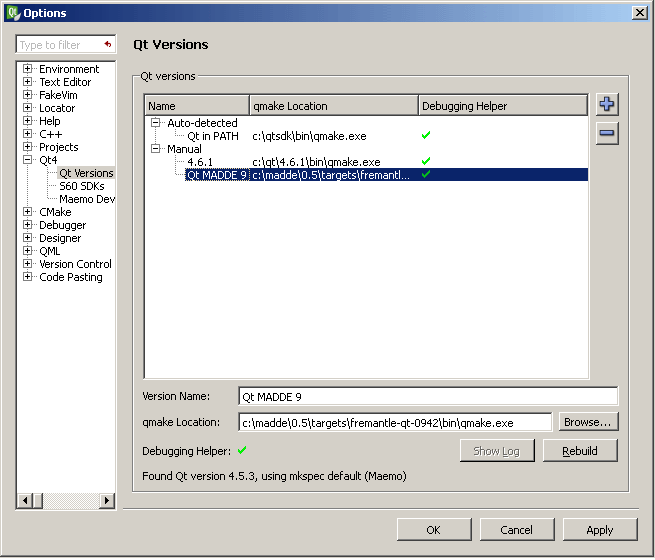 Options
Type to filter
Environment
Text Editor
FakeVim
Locator
Help
C++
Projects
Qt4
Qt Versions
S60 SDKs
Maemo Dev
CMake
Debugger
Designer
QML
Version Control
Code Pasting
Qt Versions
Qt versions
Name qmake Location Debugging Helper
Auto-detected
Qt in PATH c:\qtsdk\bin\qmake.exe
Manual
4.6.1 c:\qt\4.6.1\bin\qmake.exe
Qt MADDE 9 c:\madde\0.5\targets\fremantl...
Version Name: Qt MADDE 9
qmake Location: c:\madde\0.5\targets\fremantle-qt-0942\bin\qmake.exe Browse...
Debugging Helper: Show Log Rebuild
Found Qt version 4.5.3, using mkspec default (Maemo)
OK Cancel Apply